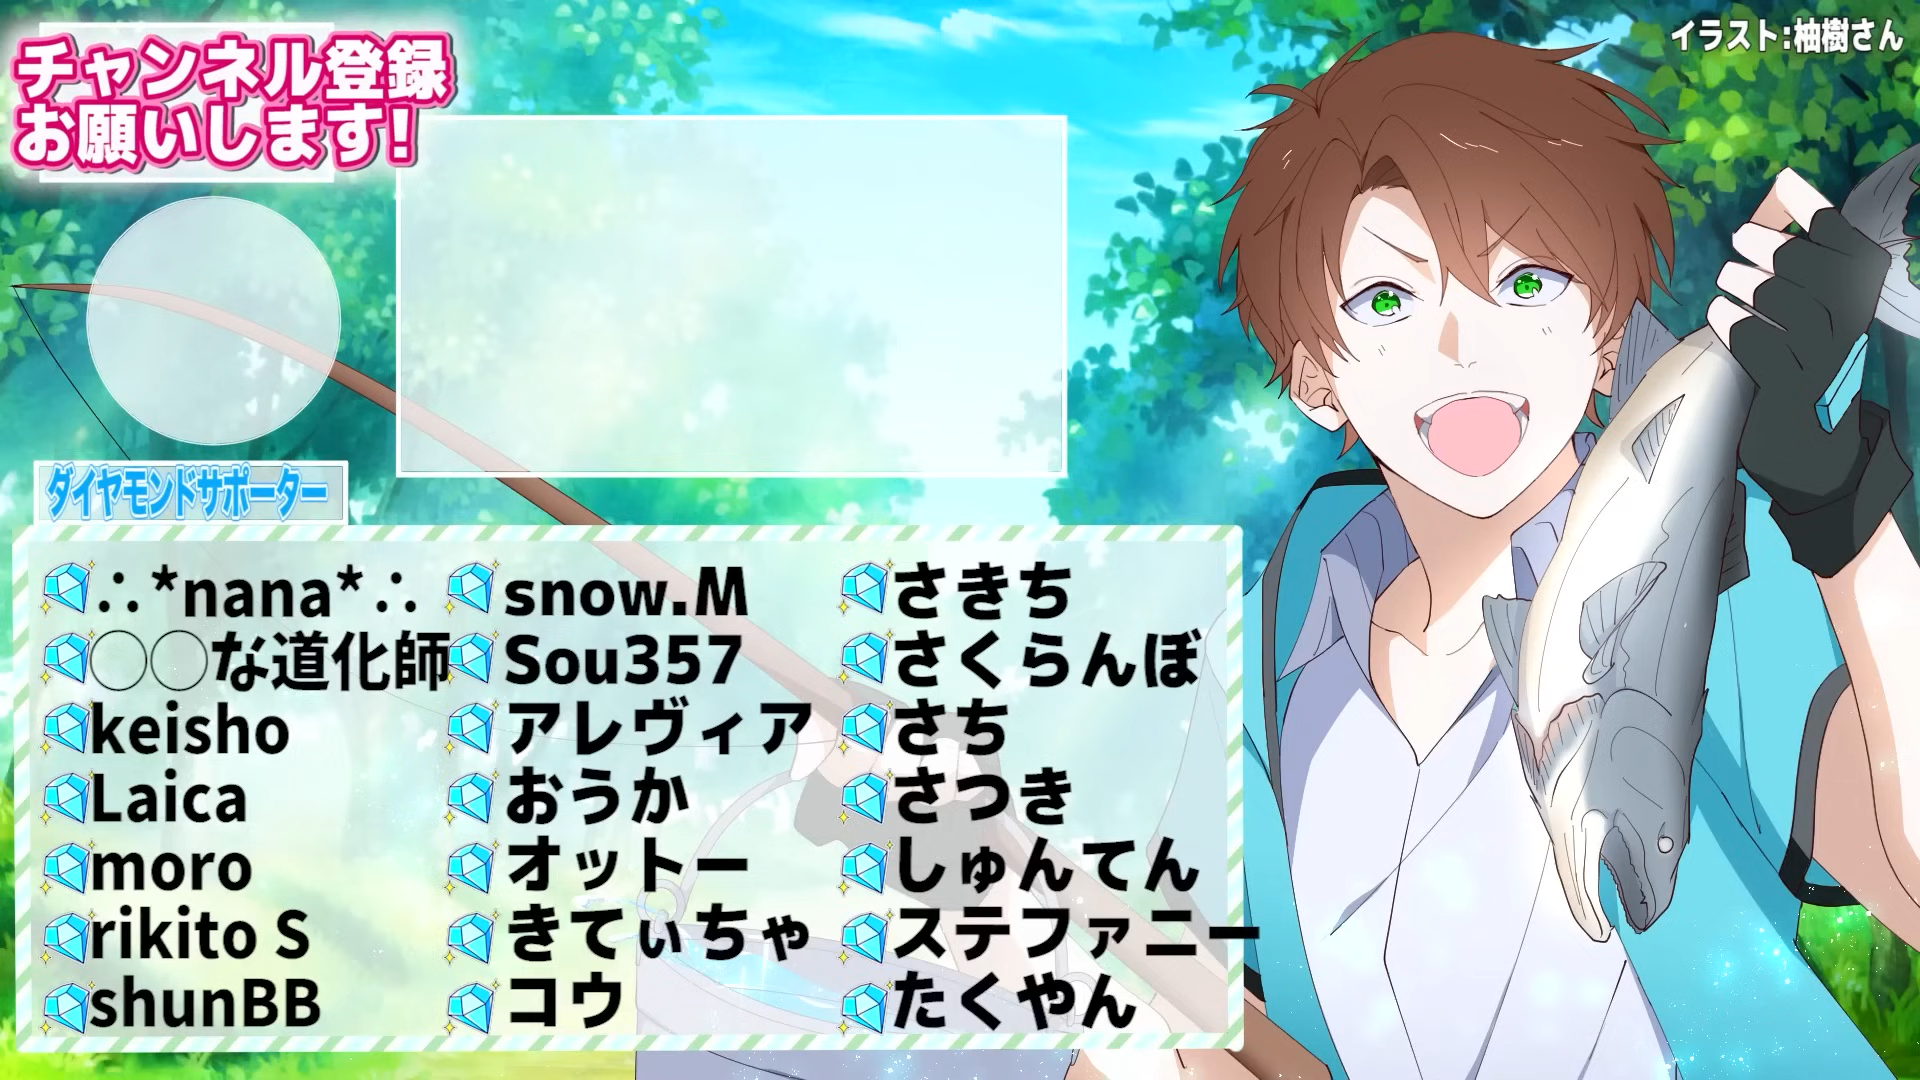 チャンネル登録
お願いします!
イラスト:柚樹さん
ダイヤモンドサポーター
∴*nana*∴
◯◯な道化師
keisho
Laica
moro
rikito S
shunBB
snow.M
Sou357
アレヴィア
おうか
オットー
きてぃちゃ
コウ
さきち
さくらんぼ
さち
さつき
しゅんてん
ステファニー
たくやん